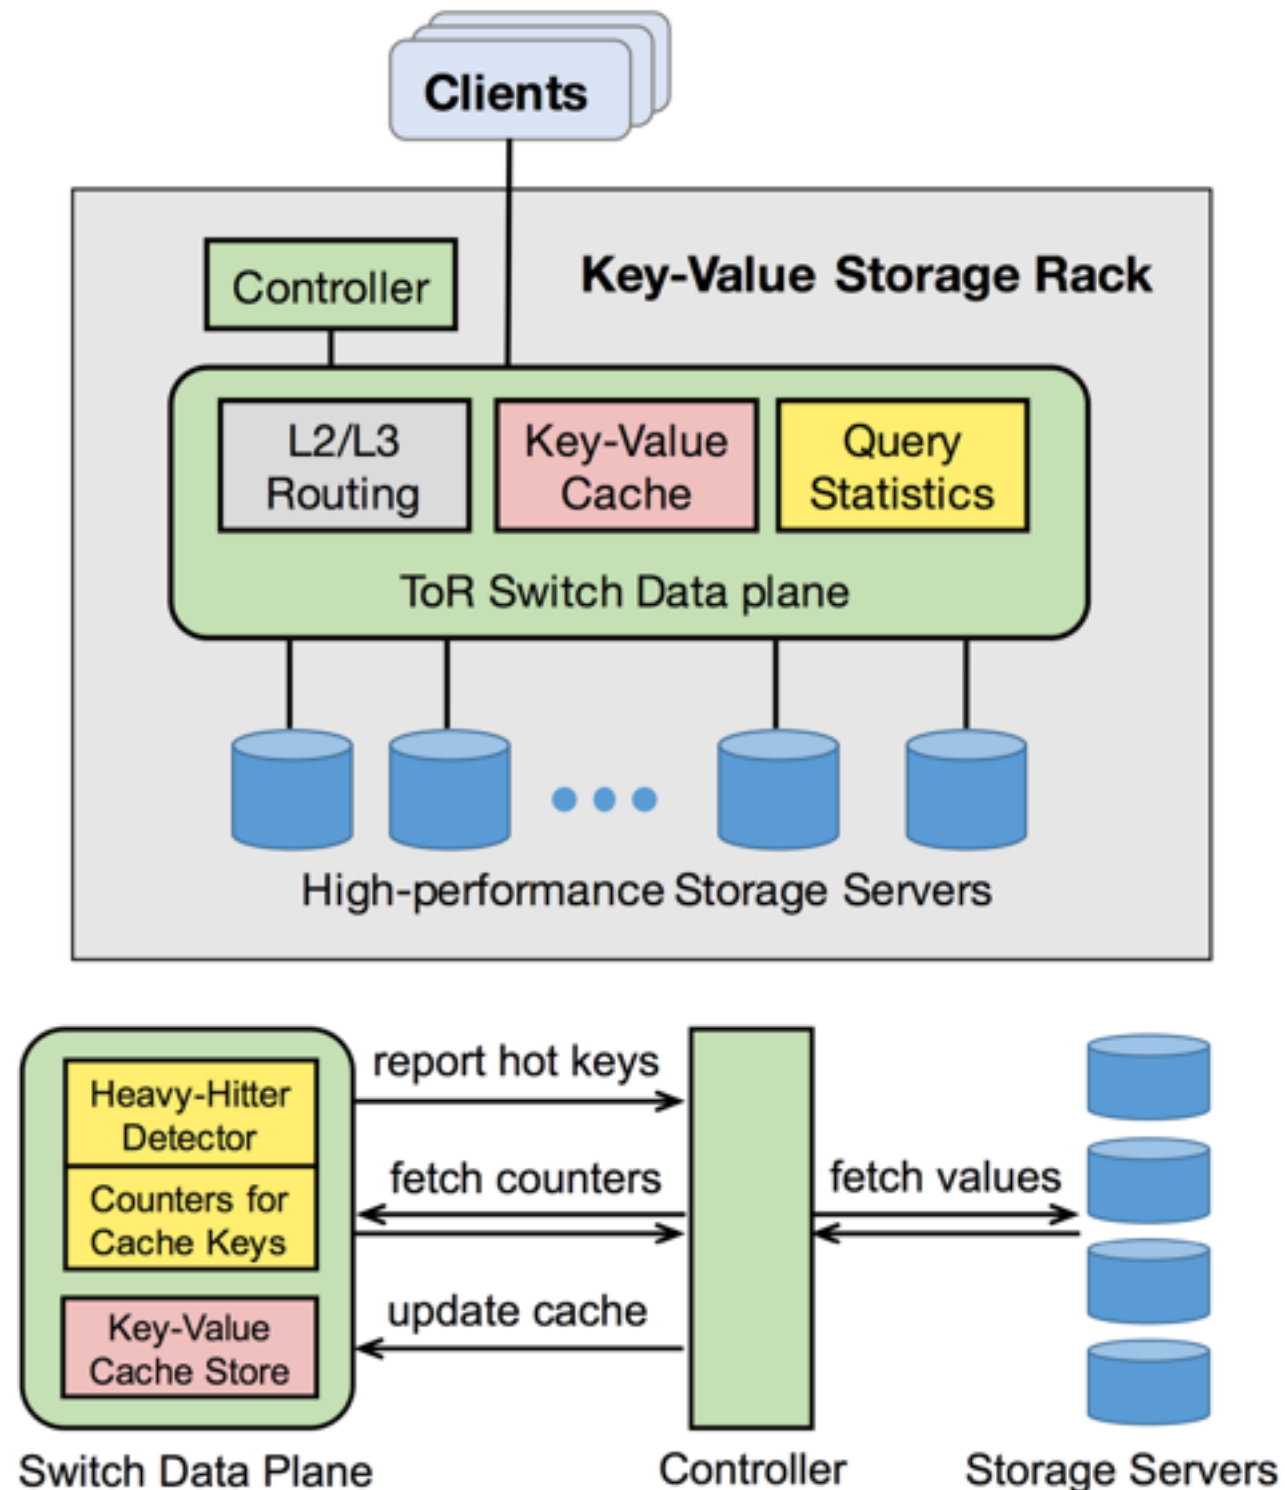 Clients
Key-Value Storage Rack
Controller
L2/L3
Routing
Key-Value
Cache
Query
Statistics
ToR Switch Data plane
High-performance Storage Servers
Heavy-Hitter
Detector
Counters for
Cache Keys
Key-Value
Cache Store
report hot keys
fetch counters
update cache
fetch values
Switch Data Plane
Controller
Storage Servers